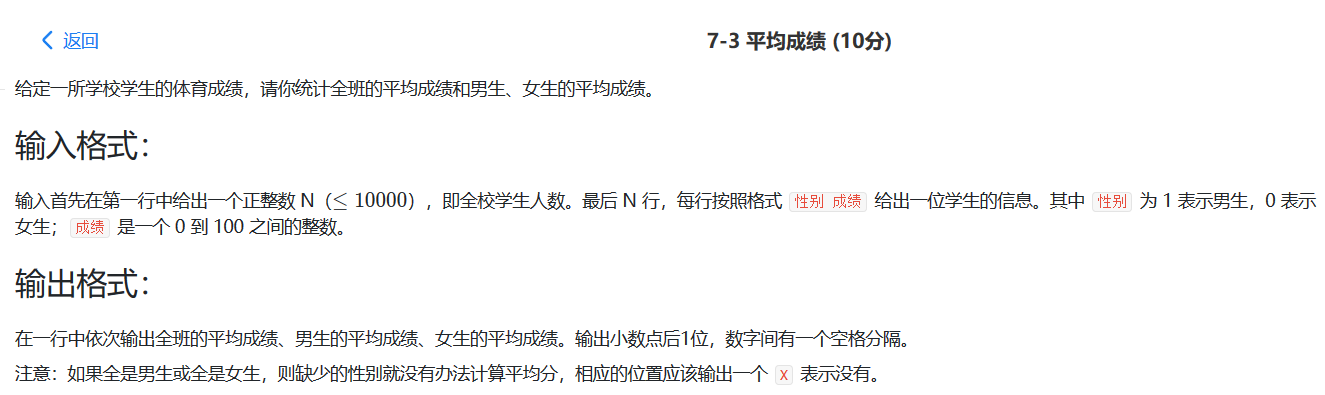 返回
7-3 平均成绩 (10分)
给定一所学校学生的体育成绩，请你统计全班的平均成绩和男生、女生的平均成绩。
输入格式：
输入首先在第一行中给出一个正整数 N（≤ 10000），即全校学生人数。最后 N 行，每行按照格式 性别 成绩 给出一位学生的信息。其中 性别 为 1 表示男生，0 表示
女生； 成绩 是一个 0 到 100 之间的整数。
输出格式：
在一行中依次输出全班的平均成绩、男生的平均成绩、女生的平均成绩。输出小数点后1位，数字间有一个空格分隔。
注意：如果全是男生或全是女生，则缺少的性别就没有办法计算平均分，相应的位置应该输出一个 X 表示没有。